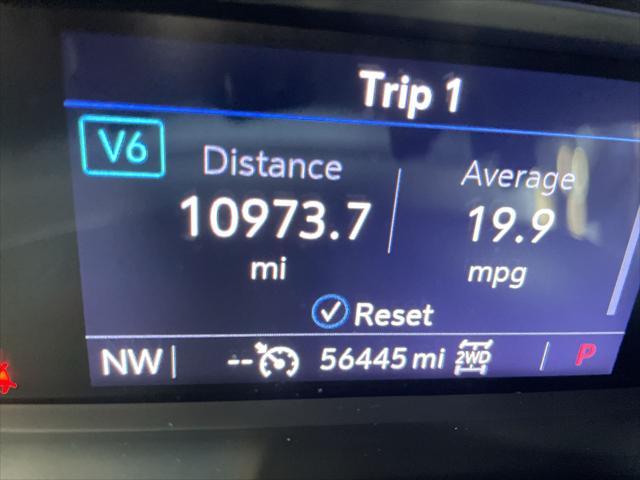 Trip 1
V6
Distance
Average
10973.7
19.9
mi
mpg
Reset
NW
-- 56445 mi 2WD P